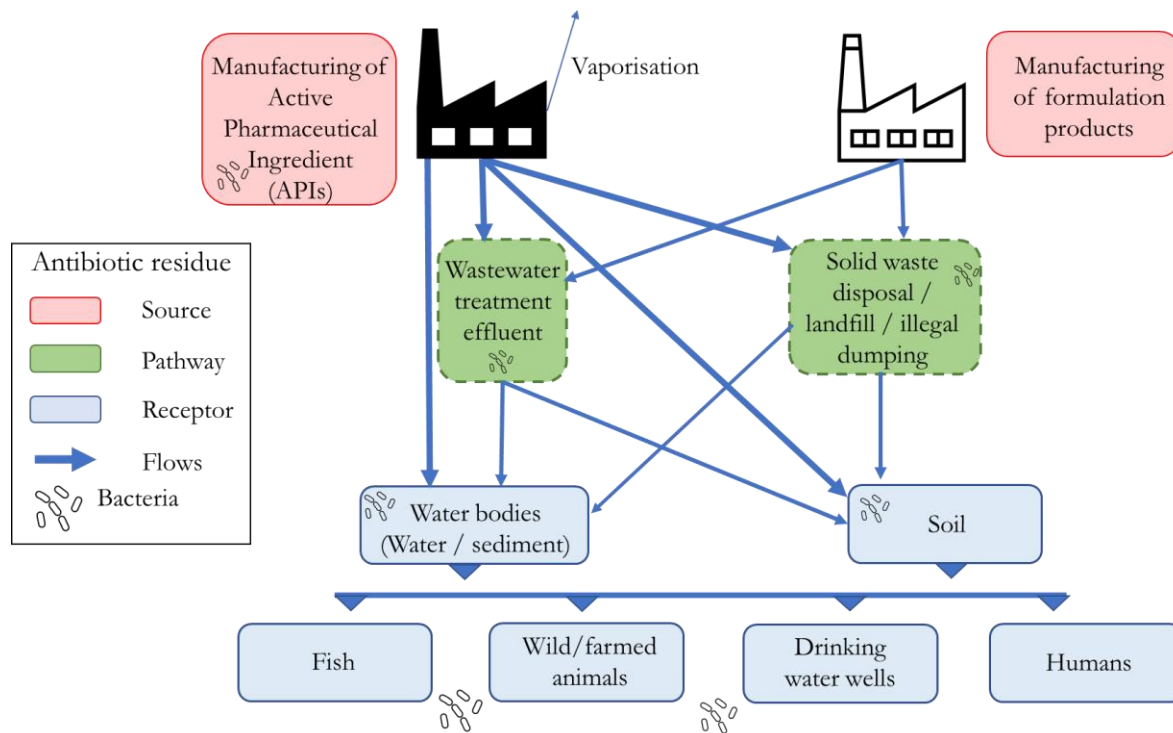 Manufacturing of
Active
Pharmaceutical
Ingredient
(APIs)
Vaporisation
Manufacturing
of formulation
products
Antibiotic residue
Source
Pathway
Receptor
Flows
Bacteria
Wastewater
treatment
effluent
Solid waste
disposal /
landfill / illegal
dumping
Water bodies
(Water / sediment)
Soil
Fish
Wild/farmed
animals
Drinking
water wells
Humans